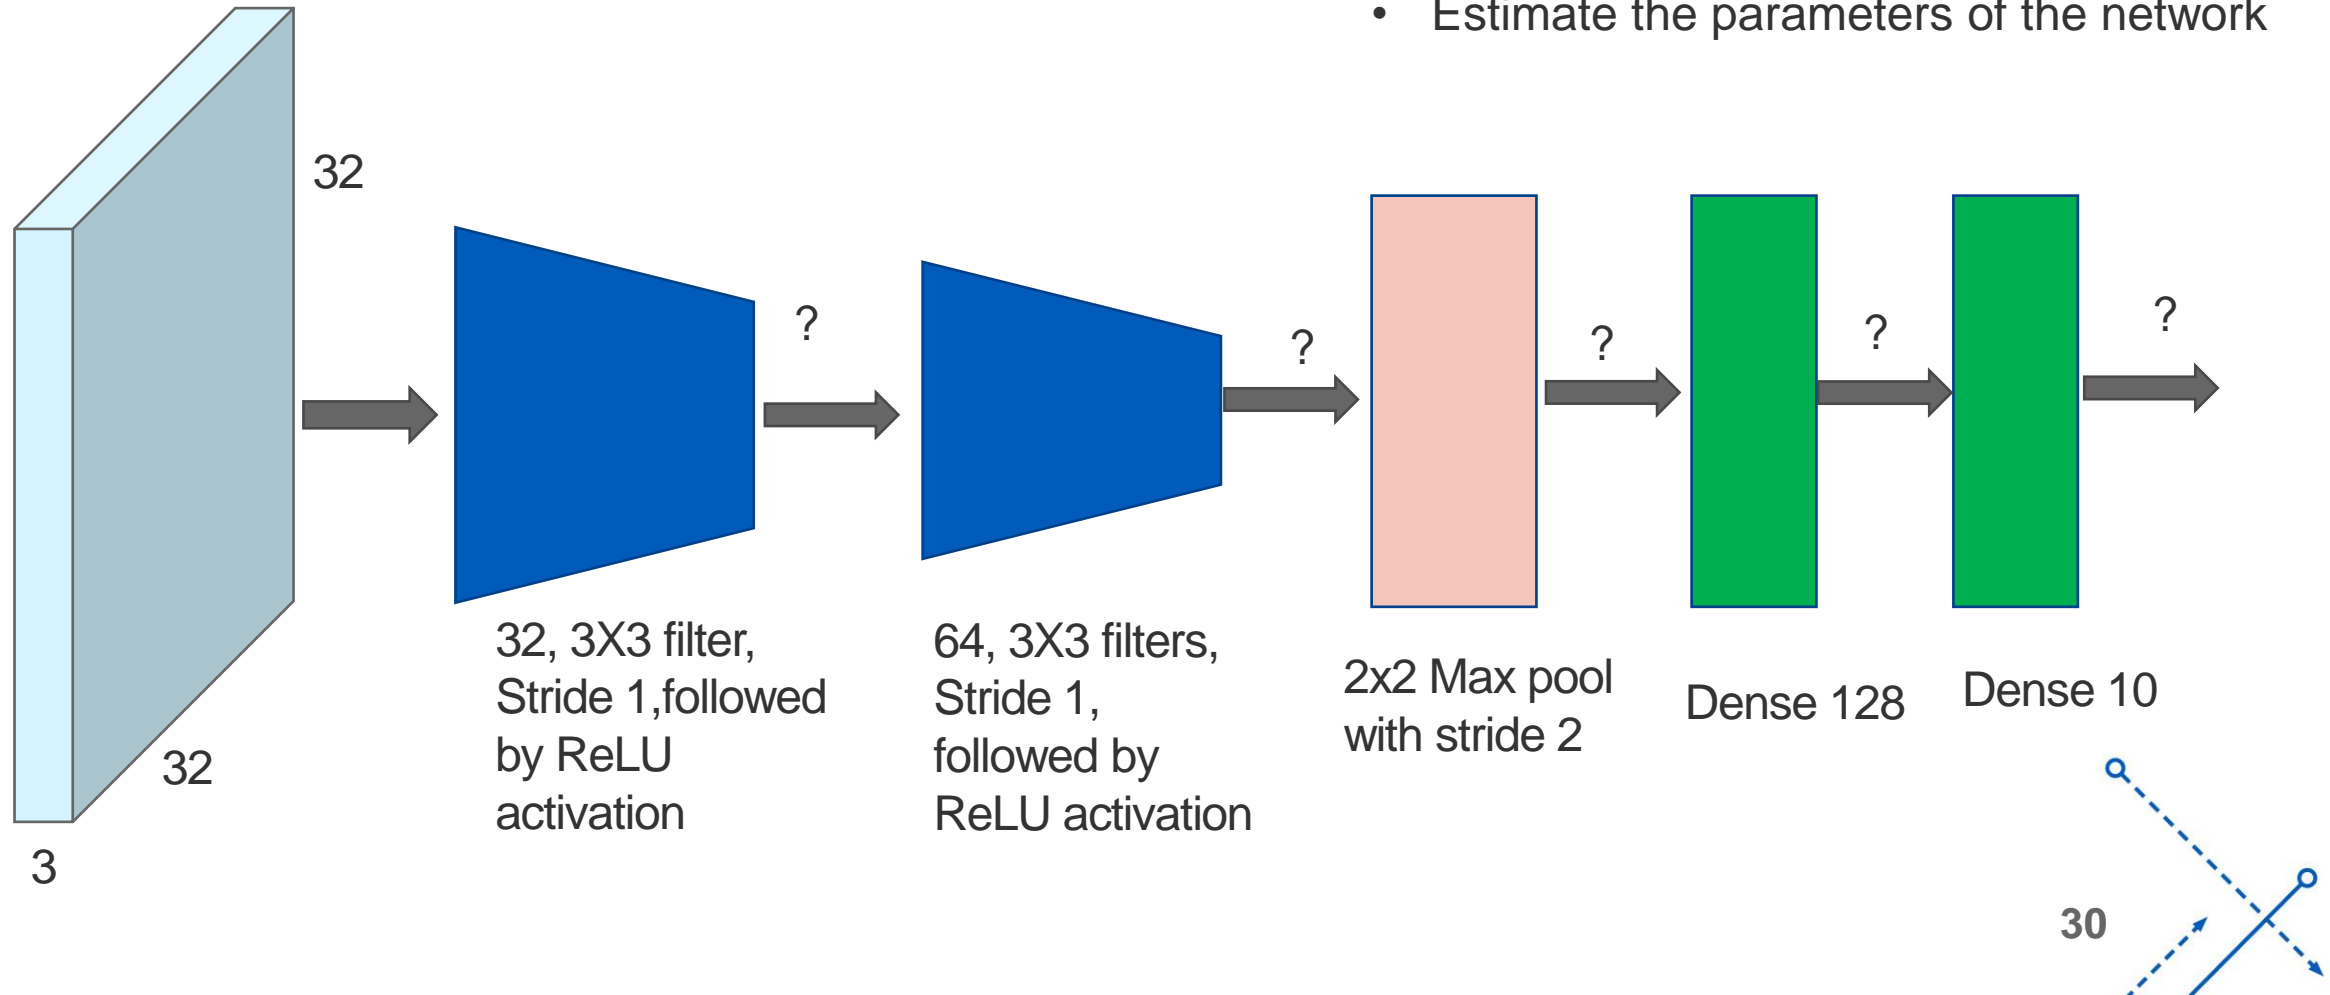 • Estimate the parameters of the network
32
?
?
?
?
?
32, 3X3 filter,
Stride 1,followed
by ReLU
activation
64, 3X3 filters,
Stride 1,
followed by
ReLU activation
2x2 Max pool
with stride 2
Dense 128
Dense 10
32
3
30